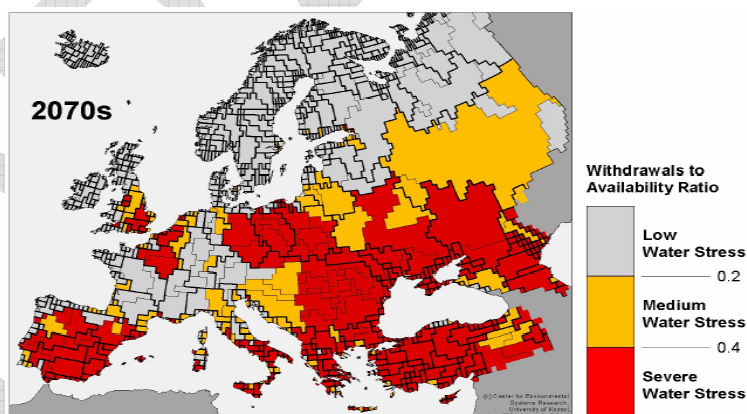 2070s
Withdrawals to
Availability Ratio
Low
Water Stress
0.2
Medium
Water Stress
0.4
Severe
Water Stress
(c) Center for Environmental
Systems Research,
University of Kassel